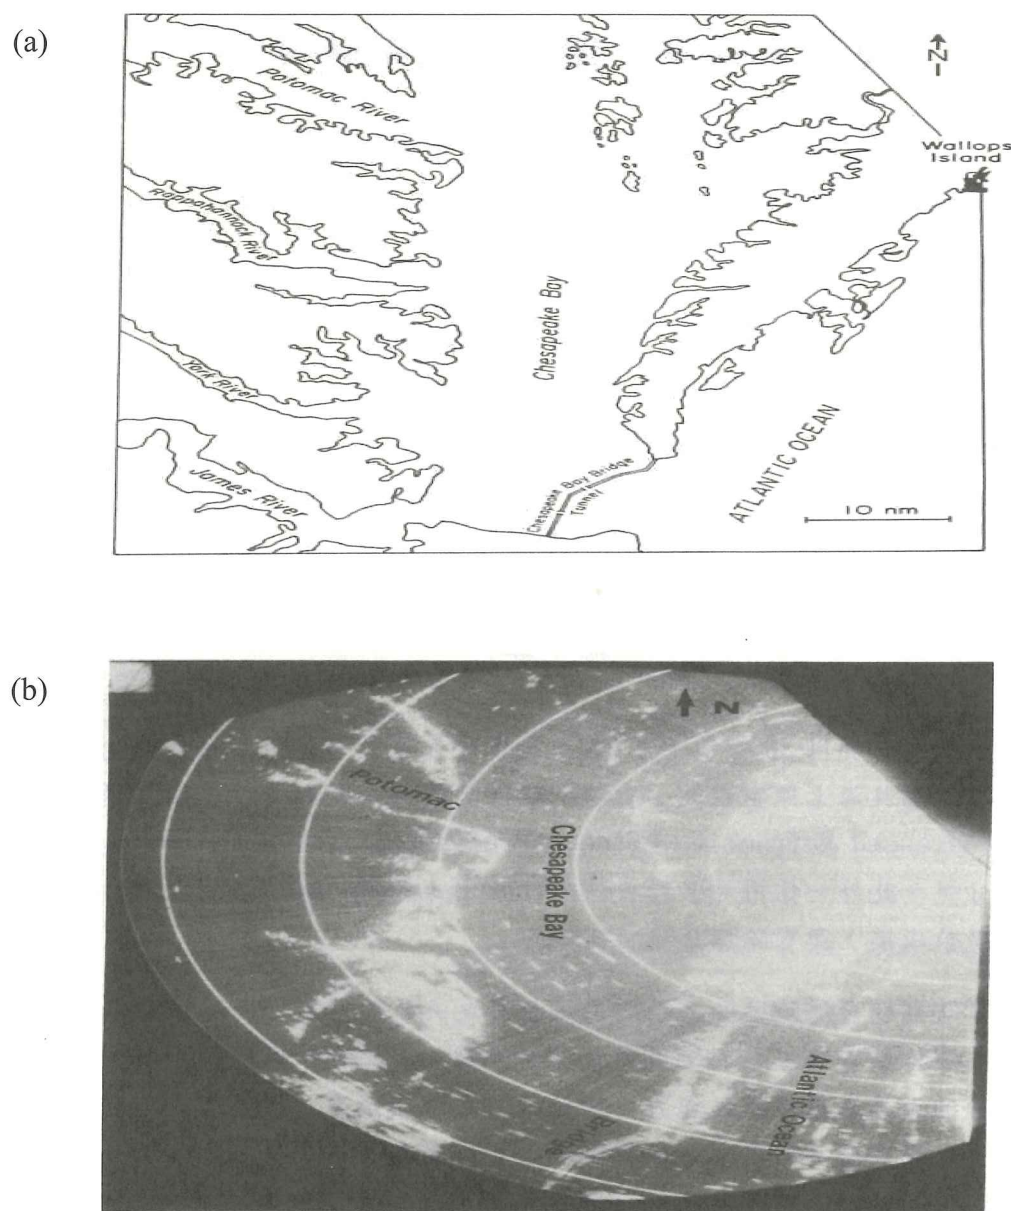 (a)
Potomac River
-N-
Wallops
Island
Rappahannock River
Chesapeake Bay
York River
James River
Chesapeake Bay Bridge
Tunnel
ATLANTIC OCEAN
10 nm
(b)
N
Potomac
Chesapeake Bay
Atlantic Ocean
Bridge